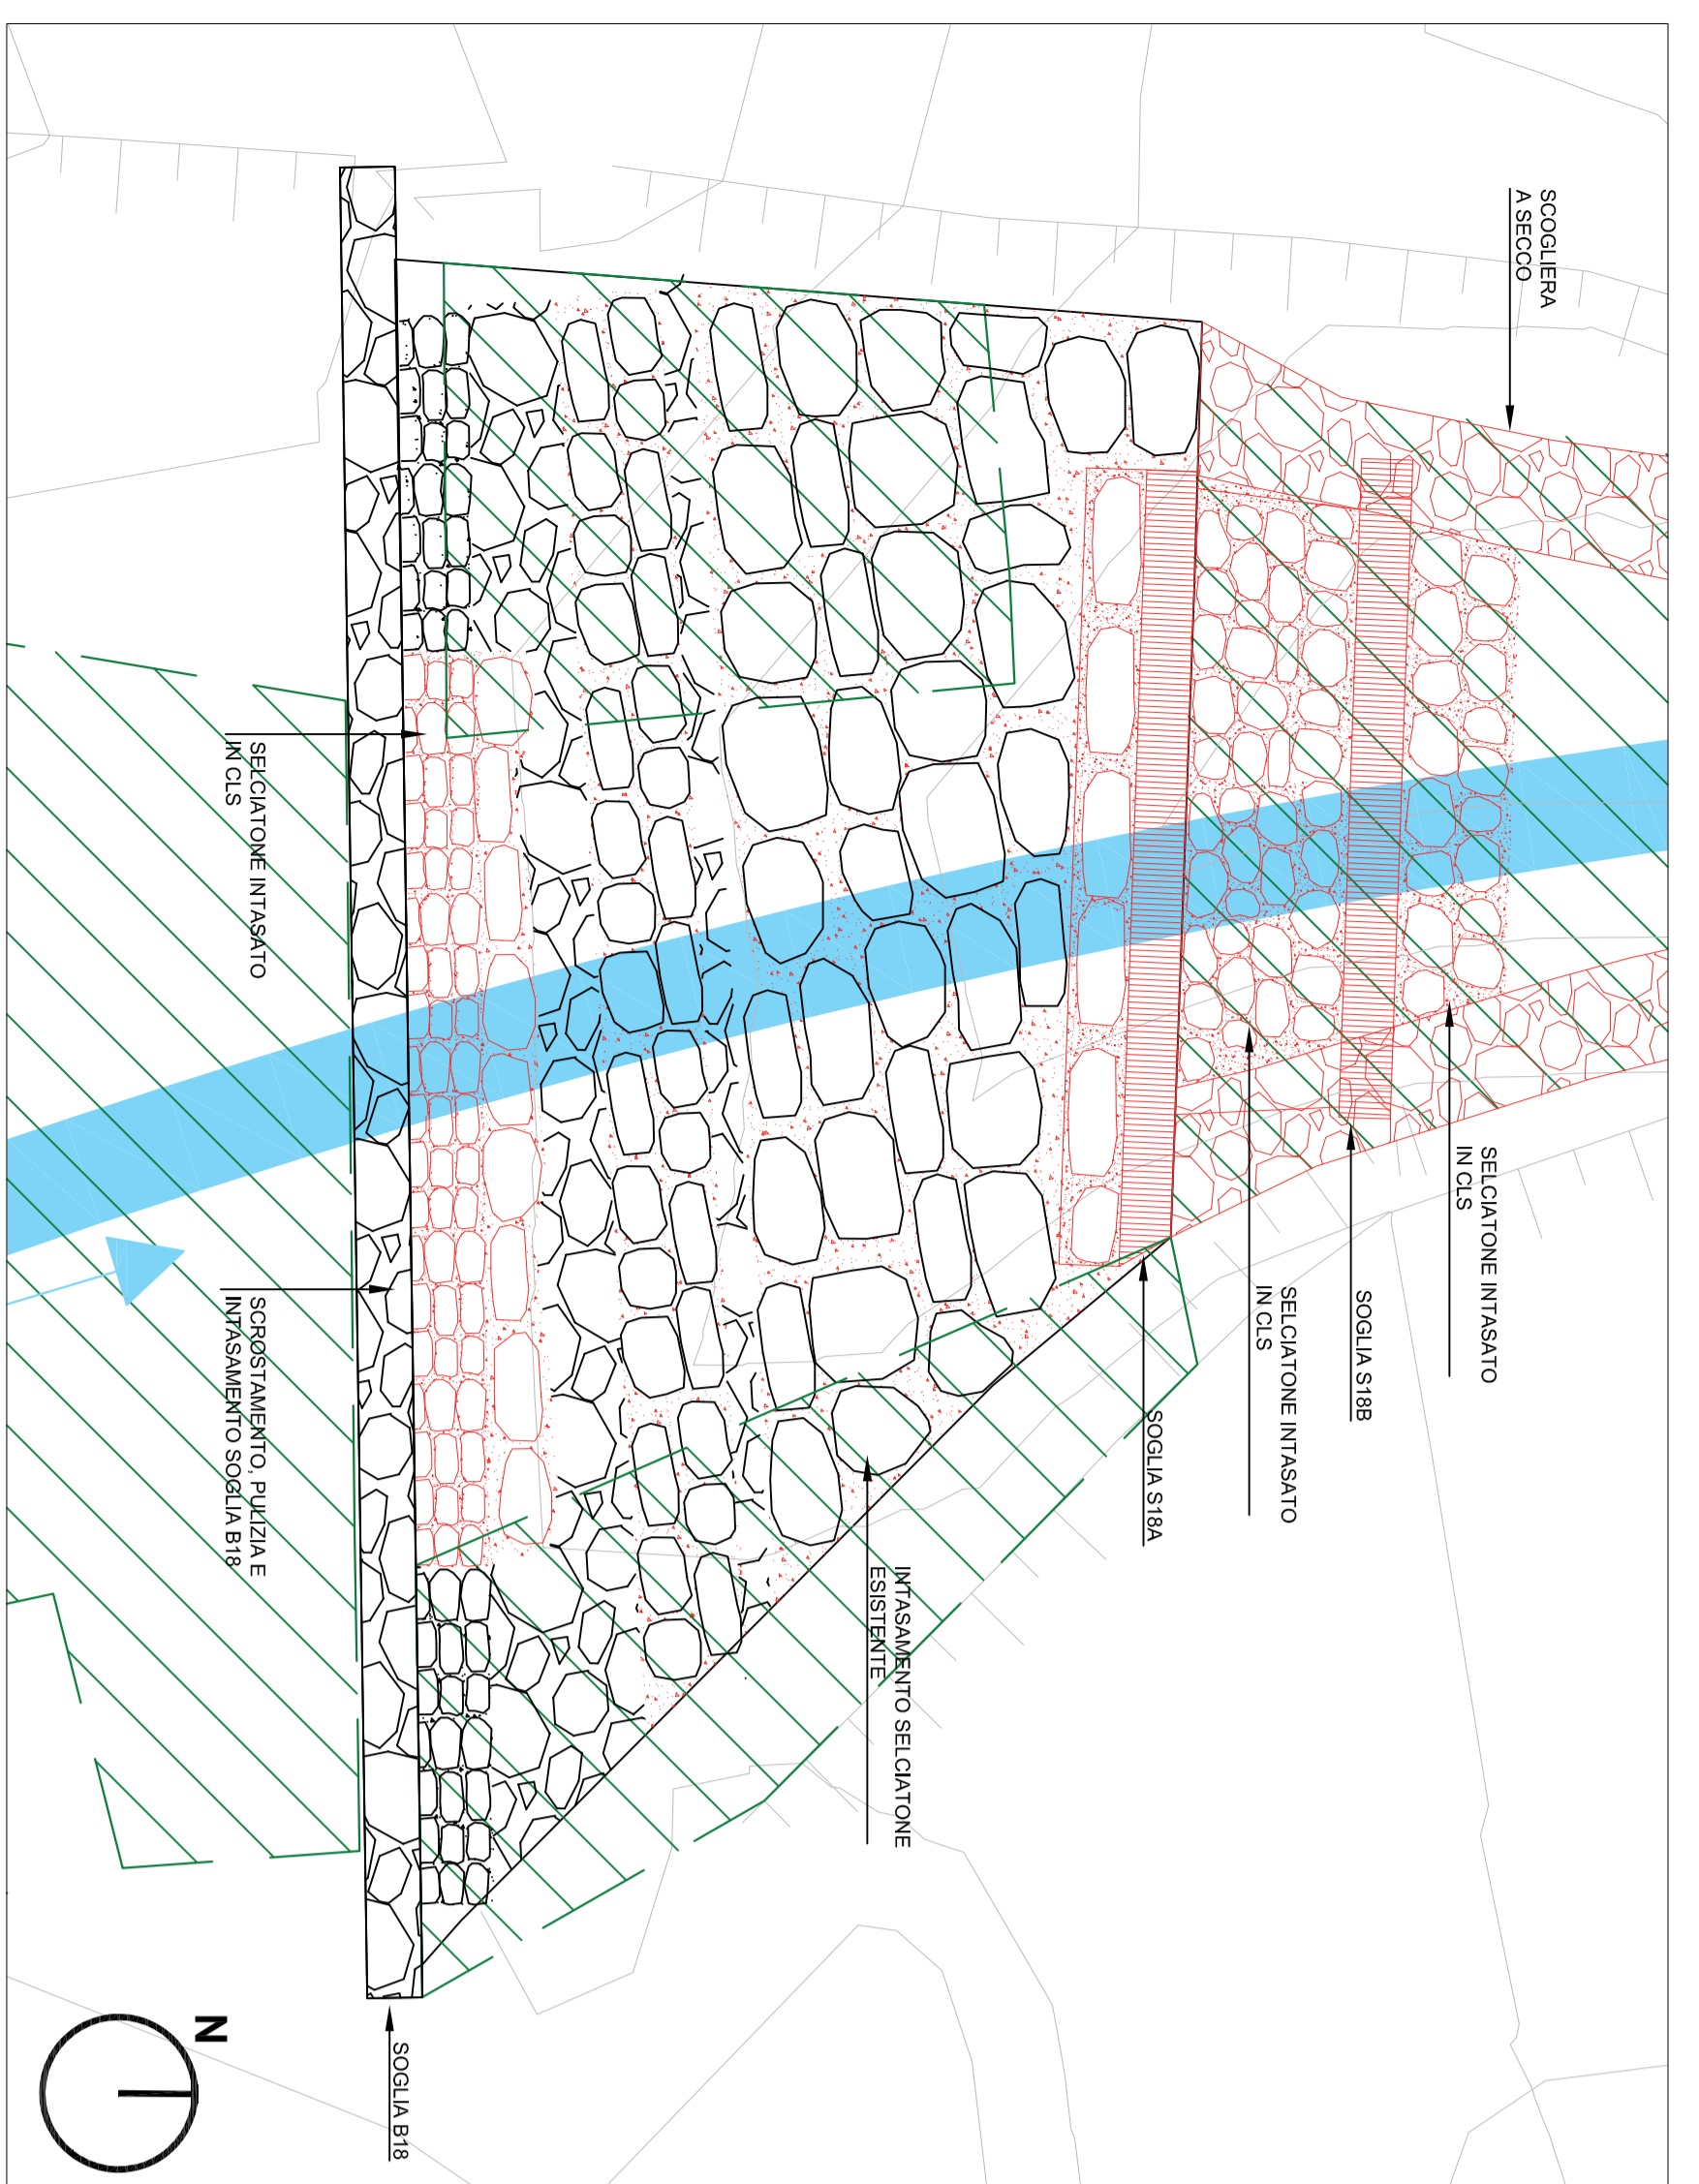 SCOGLIERA
A SECCO
SELCIATONE INTASATO
IN CLS
SOGLIA S18B
SELCIATONE INTASATO
IN CLS
SOGLIA S18A
INTASAMENTO SELCIATONE
ESISTENTE
SELCIATONE INTASATO
IN CLS
SCROSTAMENTO, PULIZIA E
INTASAMENTO SOGLIA B18
SOGLIA B18
N